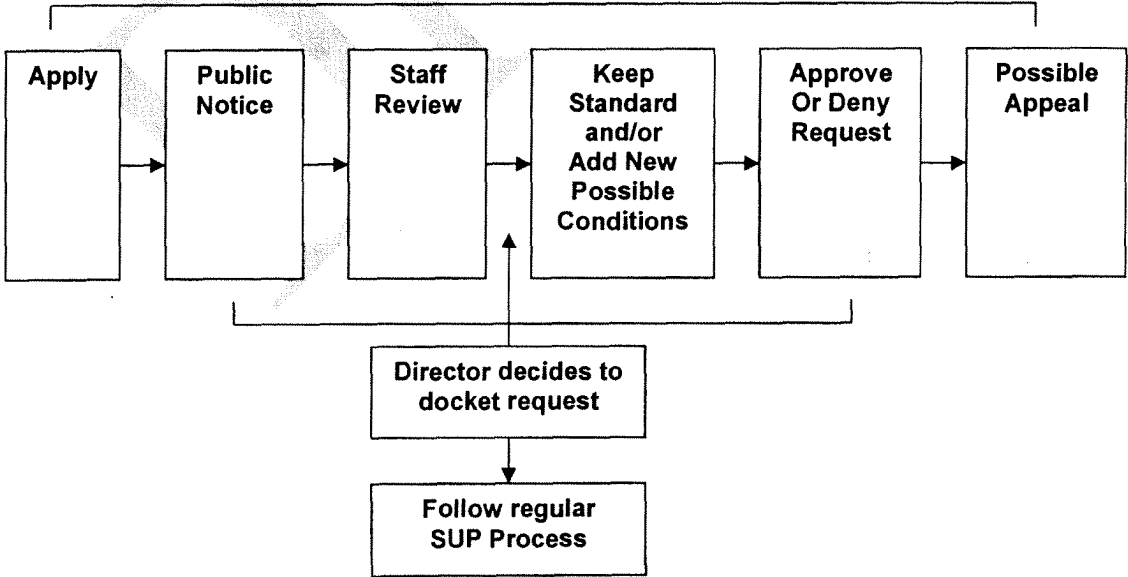 Apply
Public
Notice
Staff
Review
Keep
Standard
and/or
Add New
Possible
Conditions
Approve
Or Deny
Request
Possible
Appeal
Director decides to
docket request
Follow regular
SUP Process